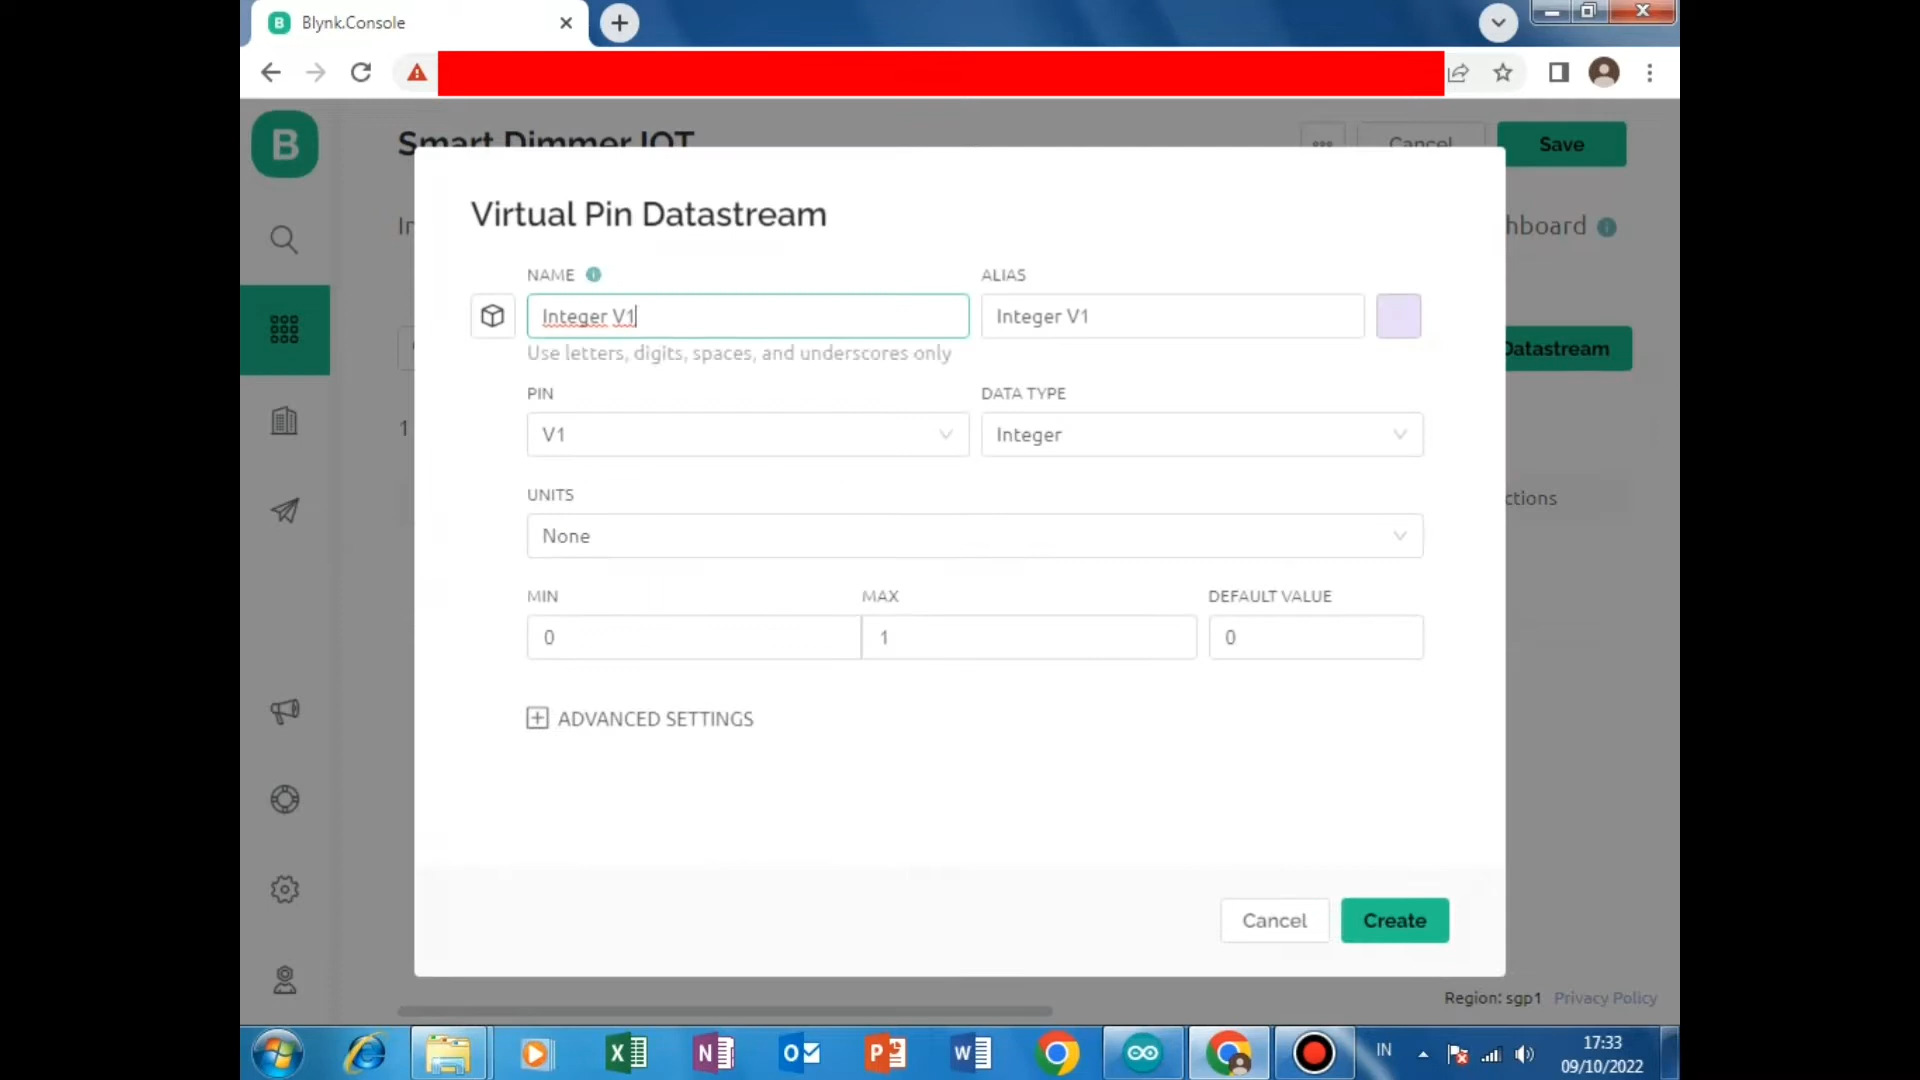 B Blynk.Console
B Smart Dimmer IOT
Cancel
Save
Virtual Pin Datastream
hboard
NAME
ALIAS
Integer V1
Integer V1
Use letters, digits, spaces, and underscores only
Datastream
PIN
DATA TYPE
V1
Integer
1
UNITS
ctions
None
MIN
MAX
DEFAULT VALUE
0
1
0
ADVANCED SETTINGS
Cancel
Create
Region: sgp1 Privacy Policy
IN
17:33
09/10/2022